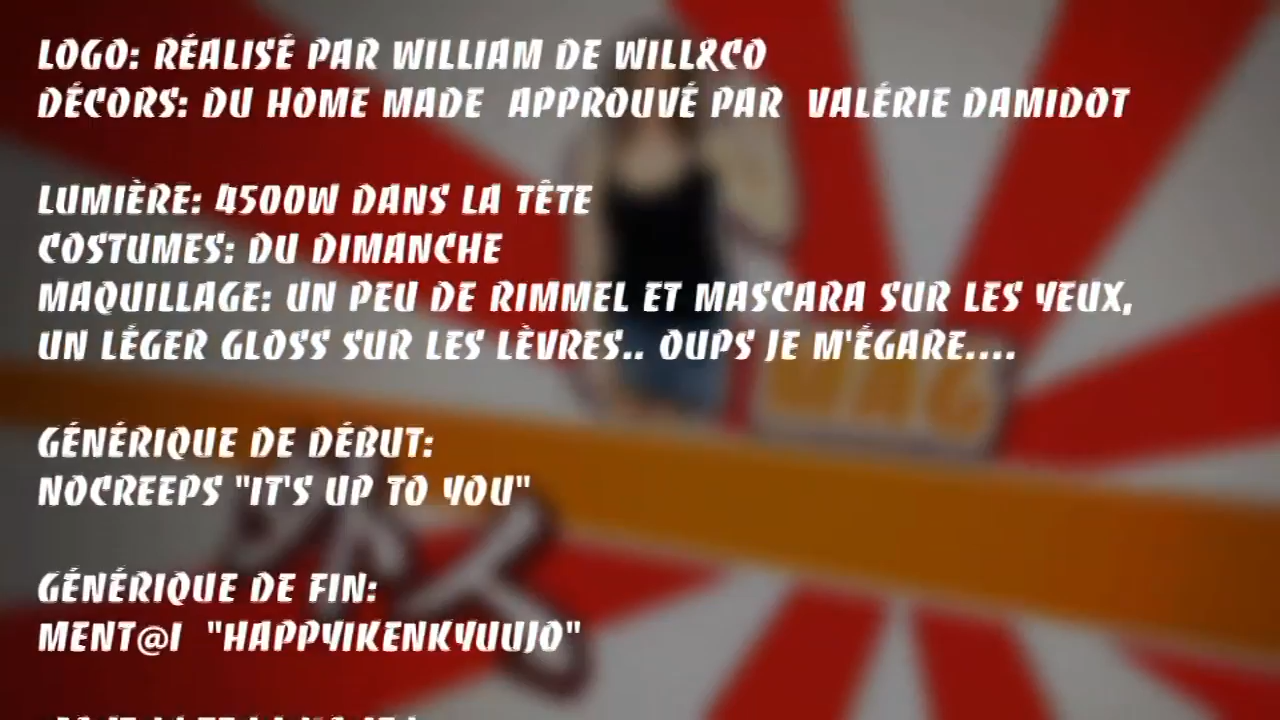 LOGO: RÉALISÉ PAR WILLIAM DE WILL&CO
DÉCORS: DU HOME MADE APPROUVÉ PAR VALÉRIE DAMIDOT
LUMIÈRE: 4500W DANS LA TÊTE
COSTUMES: DU DIMANCHE
MAQUILLAGE: UN PEU DE RIMMEL ET MASCARA SUR LES YEUX,
UN LÉGER GLOSS SUR LES LÈVRES.. OUPS JE M'ÉGARE....
MAG
GÉNÉRIQUE DE DÉBUT:
NOCREEPS "IT'S UP TO YOU"
GÉNÉRIQUE DE FIN:
MENT@I "HAPPYIKENKYUUJO"